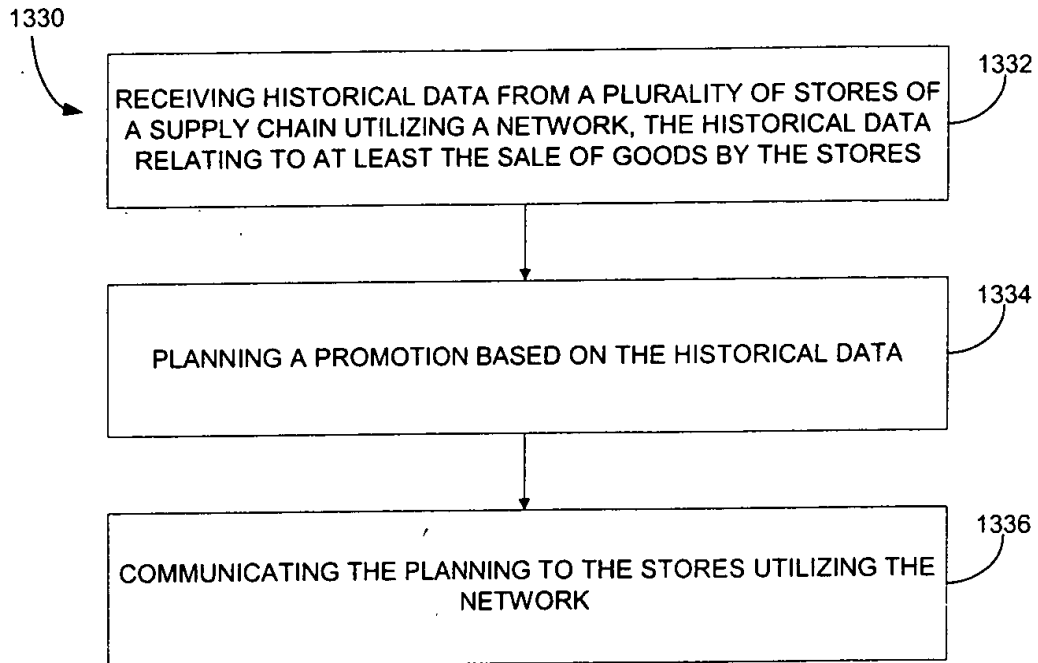 1330
1332
RECEIVING HISTORICAL DATA FROM A PLURALITY OF STORES OF
A SUPPLY CHAIN UTILIZING A NETWORK, THE HISTORICAL DATA
RELATING TO AT LEAST THE SALE OF GOODS BY THE STORES
1334
PLANNING A PROMOTION BASED ON THE HISTORICAL DATA
1336
COMMUNICATING THE PLANNING TO THE STORES UTILIZING THE
NETWORK